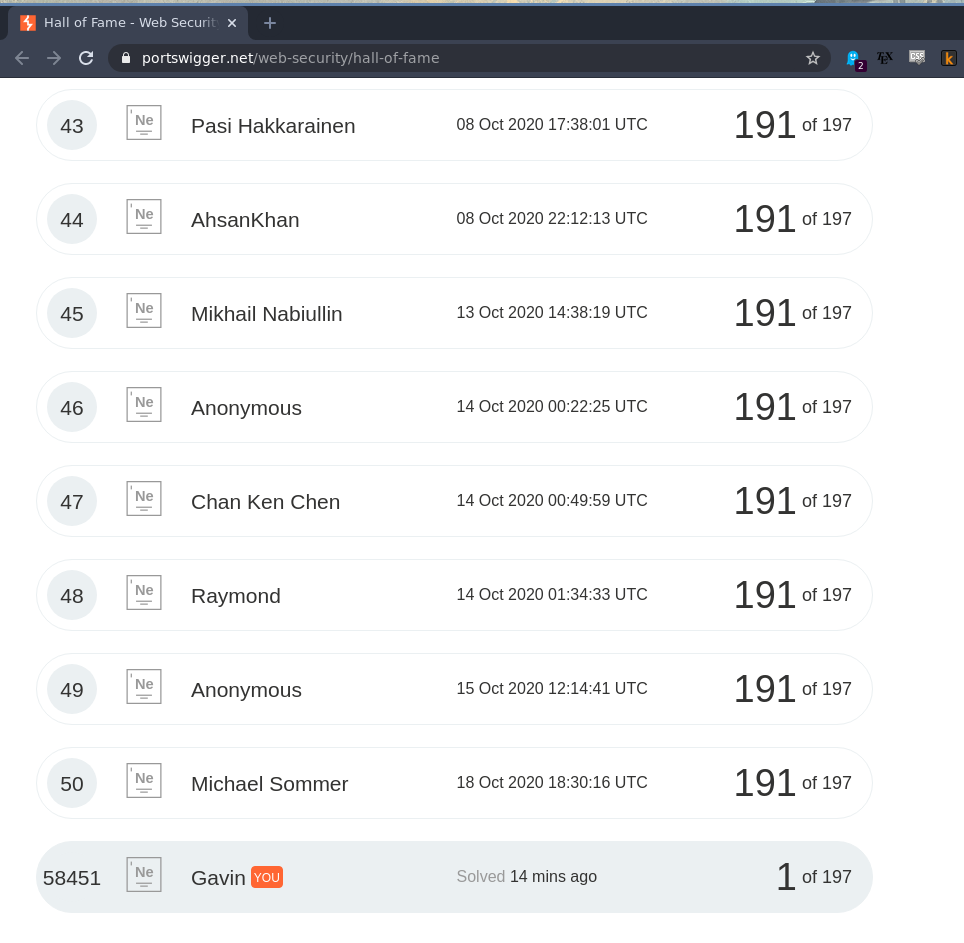 Hall of Fame - Web Securit
portswigger.net/web-security/hall-of-fame
2
TEX
CSS
k
43 Ne Pasi Hakkarainen 08 Oct 2020 17:38:01 UTC 191 of 197
44 Ne AhsanKhan 08 Oct 2020 22:12:13 UTC 191 of 197
45 Ne Mikhail Nabiullin 13 Oct 2020 14:38:19 UTC 191 of 197
46 Ne Anonymous 14 Oct 2020 00:22:25 UTC 191 of 197
47 Ne Chan Ken Chen 14 Oct 2020 00:49:59 UTC 191 of 197
48 Ne Raymond 14 Oct 2020 01:34:33 UTC 191 of 197
49 Ne Anonymous 15 Oct 2020 12:14:41 UTC 191 of 197
50 Ne Michael Sommer 18 Oct 2020 18:30:16 UTC 191 of 197
58451 Ne Gavin YOU Solved 14 mins ago 1 of 197